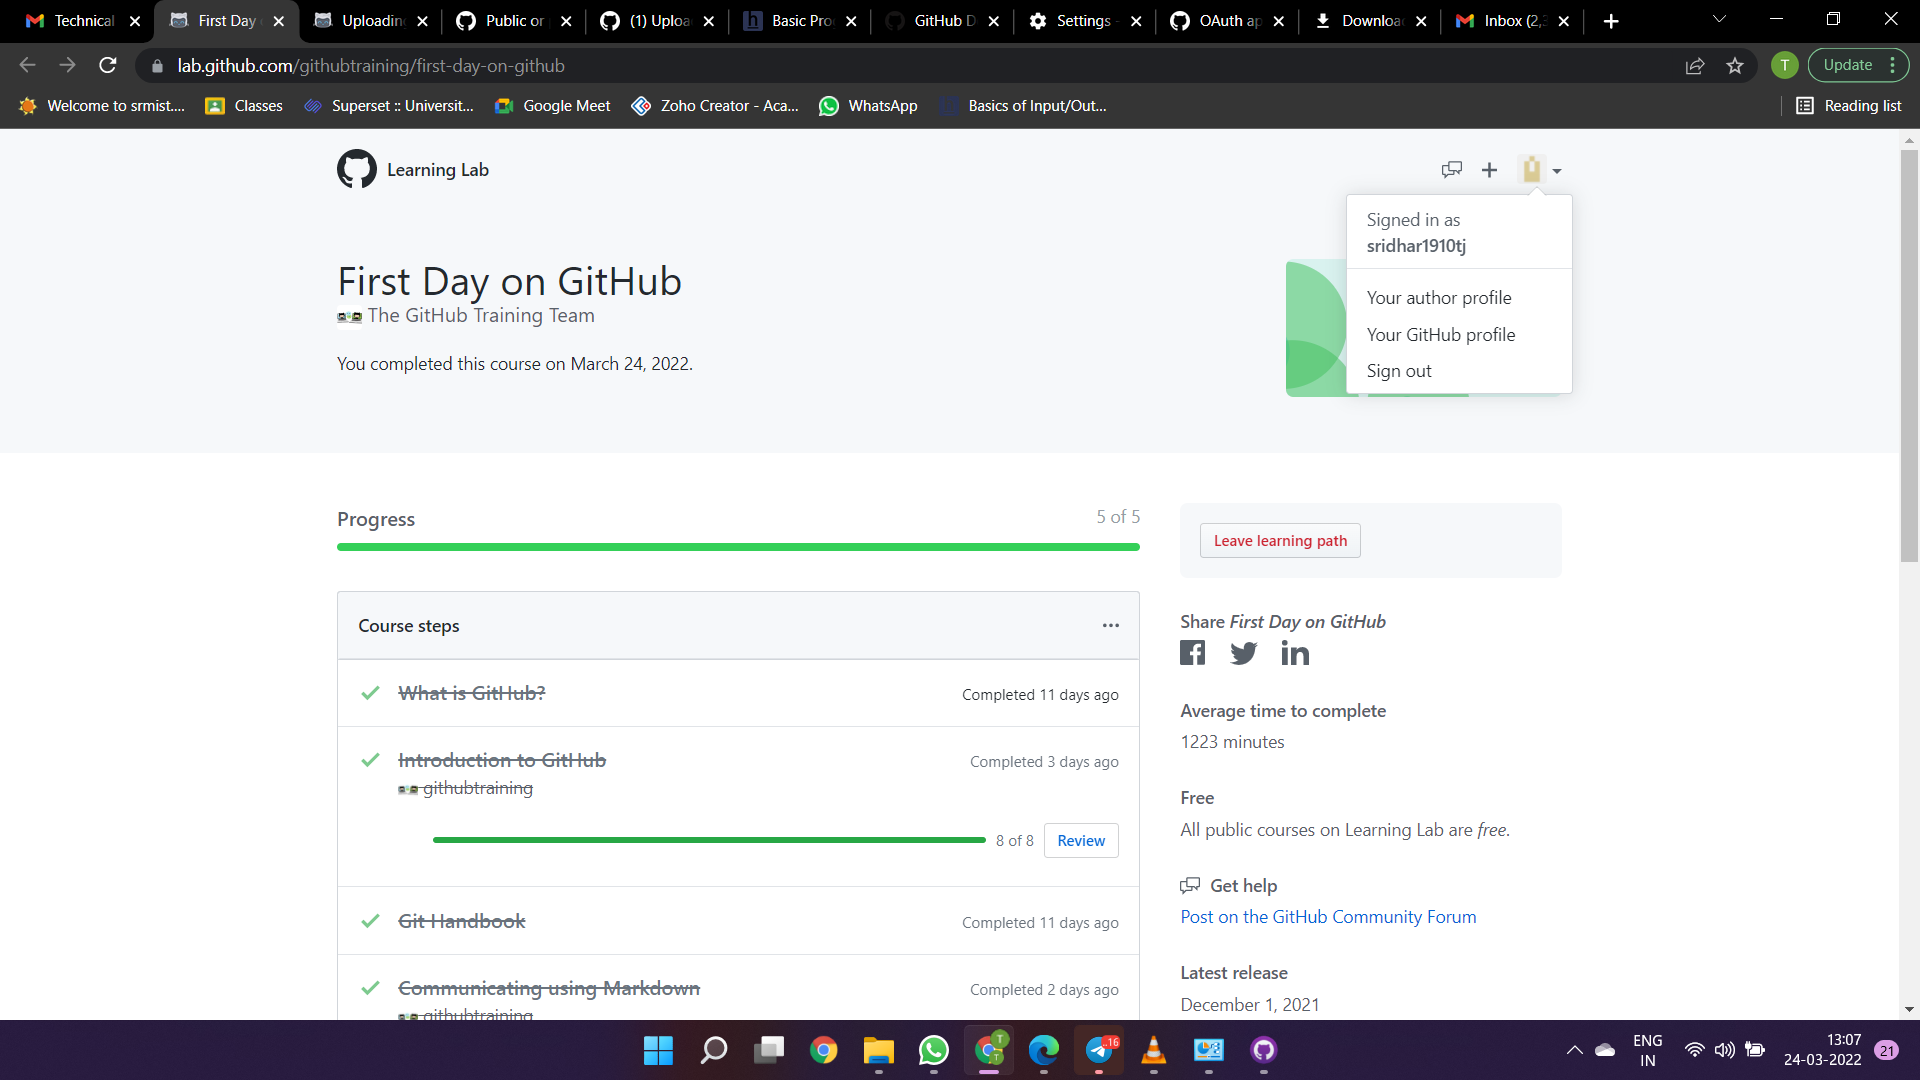 Technical
First Day
Uploading
Public or
(1) Uploa
Basic Pro
GitHub D
Settings -
OAuth ap
Downloa
Inbox (2,3
lab.github.com/githubtraining/first-day-on-github
T
Update
Welcome to srmist....
Classes
Superset :: Universit...
Google Meet
Zoho Creator - Aca...
WhatsApp
Basics of Input/Out...
Reading list
Learning Lab
Signed in as
sridhar1910tj
Your author profile
Your GitHub profile
Sign out
First Day on GitHub
The GitHub Training Team
You completed this course on March 24, 2022.
Progress
5 of 5
Leave learning path
Course steps
What is GitHub?
Completed 11 days ago
Introduction to GitHub
Completed 3 days ago
githubtraining
8 of 8
Review
Git Handbook
Completed 11 days ago
Communicating using Markdown
Completed 2 days ago
githubtraining
Share First Day on GitHub
Average time to complete
1223 minutes
Free
All public courses on Learning Lab are free.
Get help
Post on the GitHub Community Forum
Latest release
December 1, 2021
T
T
16
ENG
IN
13:07
24-03-2022
21